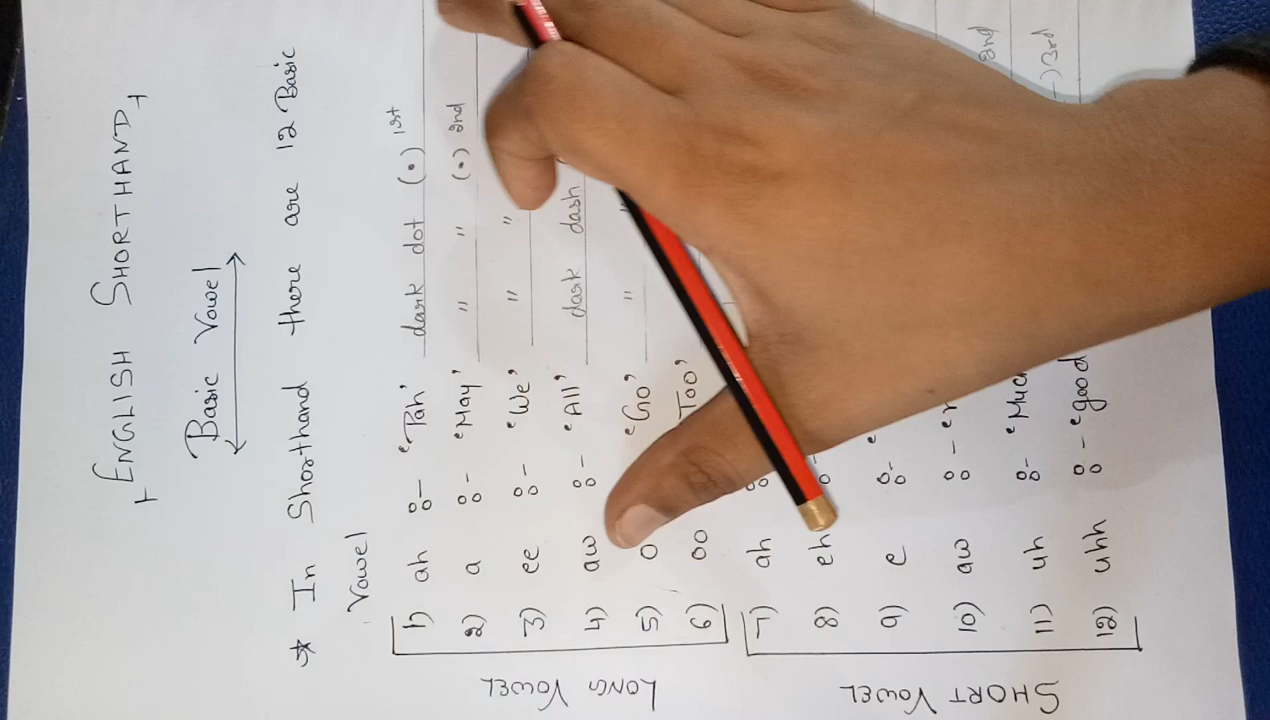 ENGLISH SHORTHAND
Basic Vowel
* In Shorthand there are 12 Basic
Vowel
LONG VOWEL
1) ah :- "Pah" dark dot (•) 1st
2) a :- "May" " " (•) 2nd
3) ee :- "We" " "
4) aw :- "All" dark dash
5) o "Go" " "
6) oo Too"
SHORT VOWEL
7) ah
8) eh
9) e :- "
10) aw :- " 2nd
11) uh :- " 3rd
12) uhh :- "good